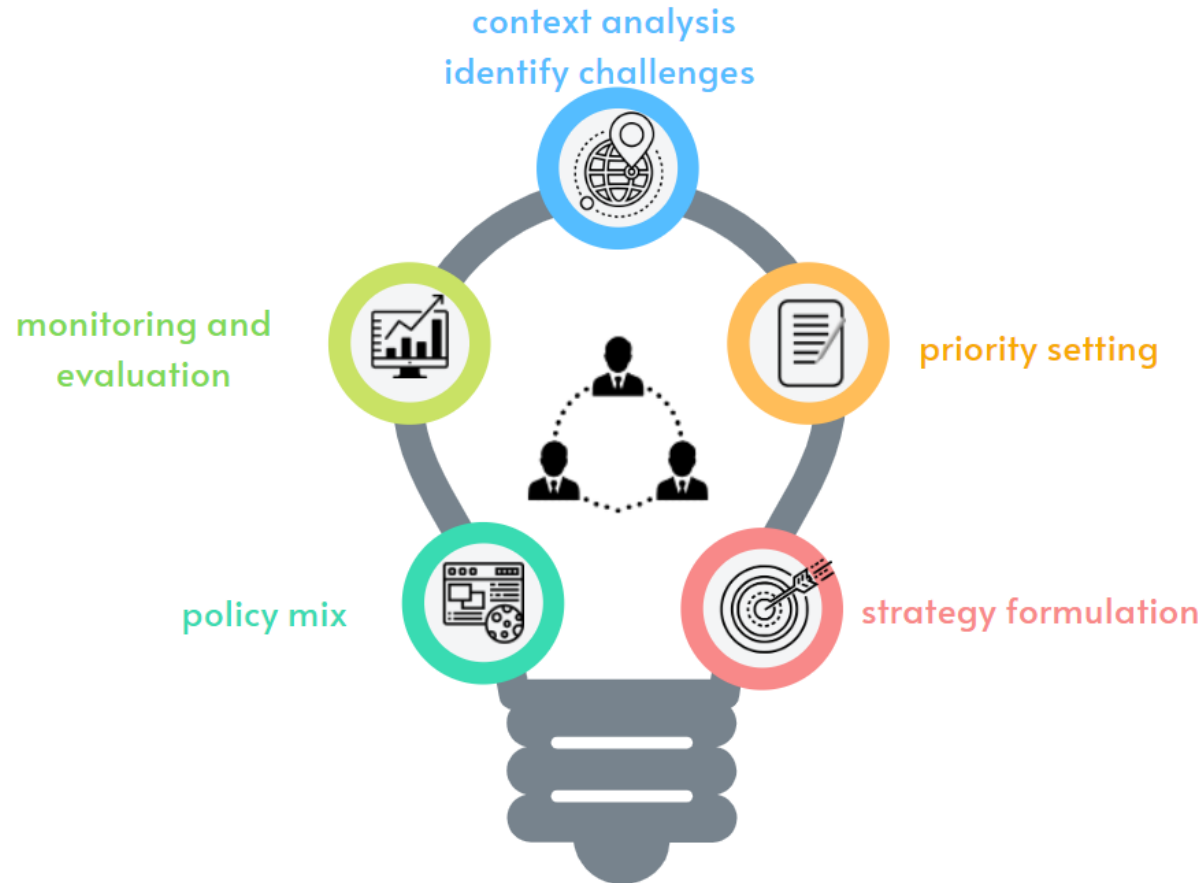 context analysis
identify challenges
monitoring and
evaluation
priority setting
policy mix
strategy formulation